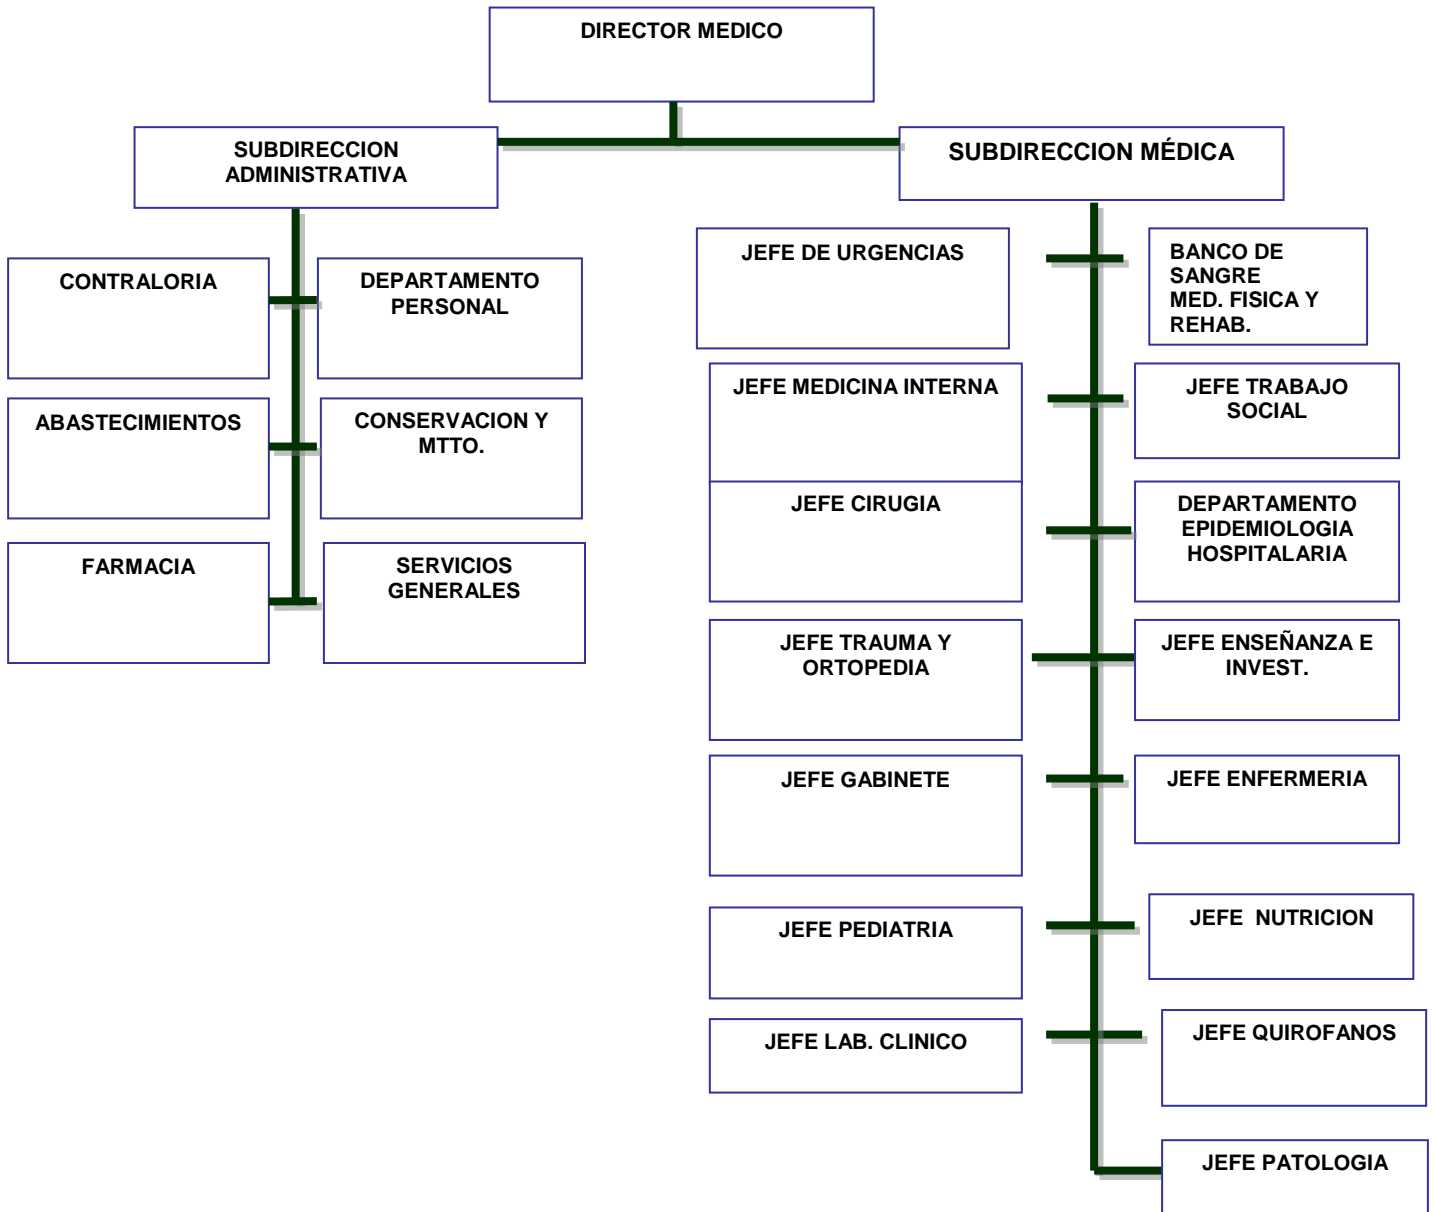 DIRECTOR MEDICO
SUBDIRECCION
ADMINISTRATIVA
SUBDIRECCION MÉDICA
CONTRALORIA
DEPARTAMENTO
PERSONAL
ABASTECIMIENTOS
CONSERVACION Y
MTTO.
FARMACIA
SERVICIOS
GENERALES
JEFE DE URGENCIAS
BANCO DE
SANGRE
MED. FISICA Y
REHAB.
JEFE MEDICINA INTERNA
JEFE TRABAJO
SOCIAL
JEFE CIRUGIA
DEPARTAMENTO
EPIDEMIOLOGIA
HOSPITALARIA
JEFE TRAUMA Y
ORTOPEDIA
JEFE ENSEÑANZA E
INVEST.
JEFE GABINETE
JEFE ENFERMERIA
JEFE PEDIATRIA
JEFE  NUTRICION
JEFE LAB. CLINICO
JEFE QUIROFANOS
JEFE PATOLOGIA